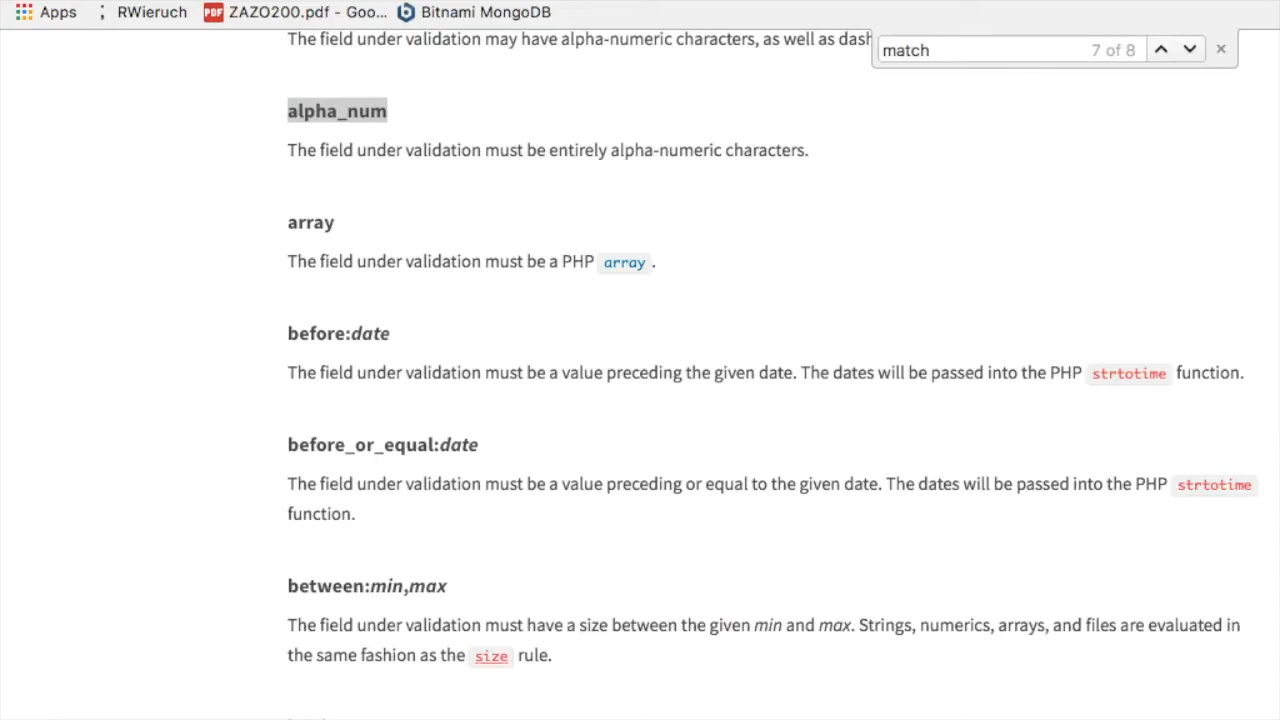 Apps RWieruch PDF ZAZO200.pdf - Goo... Bitnami MongoDB
The field under validation may have alpha-numeric characters, as well as dash
match 7 of 8
alpha_num
The field under validation must be entirely alpha-numeric characters.
array
The field under validation must be a PHP array.
before:date
The field under validation must be a value preceding the given date. The dates will be passed into the PHP strtotime function.
before_or_equal:date
The field under validation must be a value preceding or equal to the given date. The dates will be passed into the PHP strtotime
function.
between:min,max
The field under validation must have a size between the given min and max. Strings, numerics, arrays, and files are evaluated in
the same fashion as the size rule.